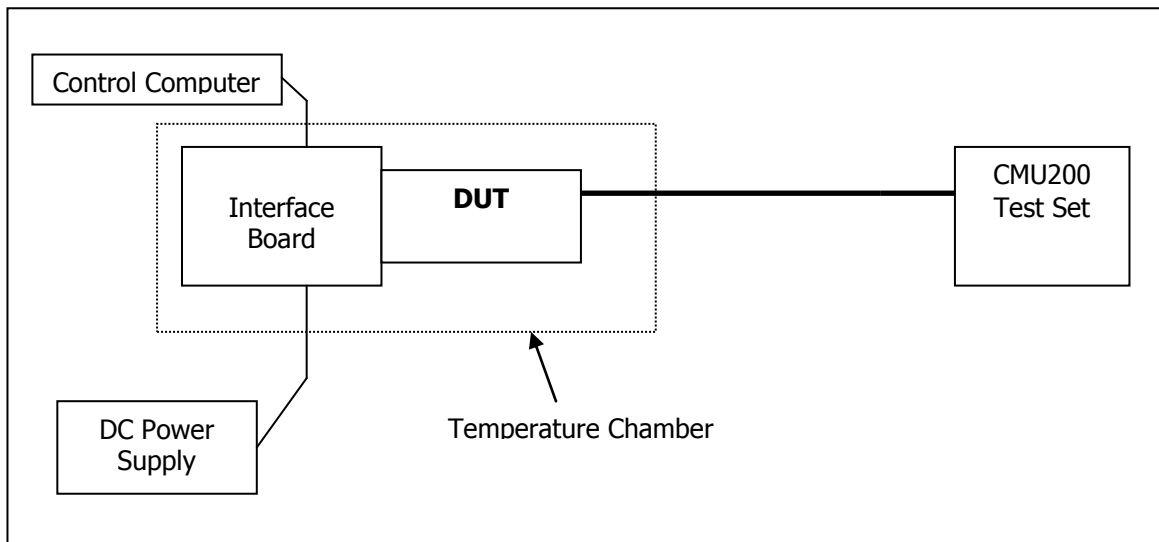 Control Computer
Interface
Board
DUT
CMU200
Test Set
DC Power
Supply
Temperature Chamber